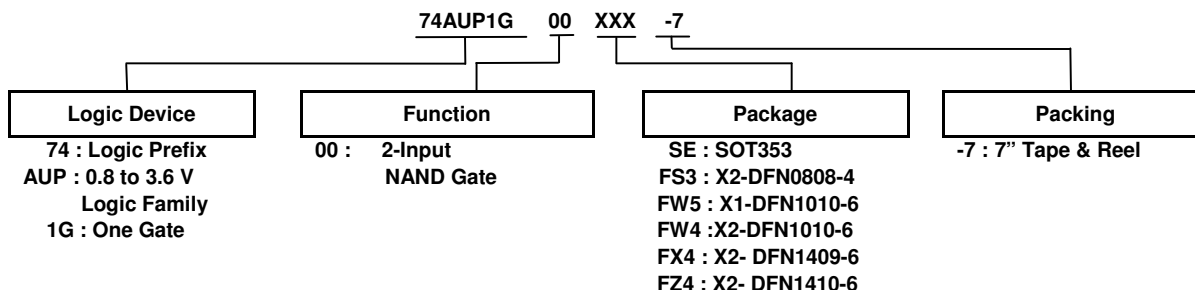 74AUP1G 00 XXX -7
Logic Device
74 : Logic Prefix
AUP : 0.8 to 3.6 V
Logic Family
1G : One Gate
Function
00 : 2-Input
NAND Gate
Package
SE : SOT353
FS3 : X2-DFN0808-4
FW5 : X1-DFN1010-6
FW4 :X2-DFN1010-6
FX4 : X2- DFN1409-6
FZ4 : X2- DFN1410-6
Packing
-7 : 7” Tape & Reel